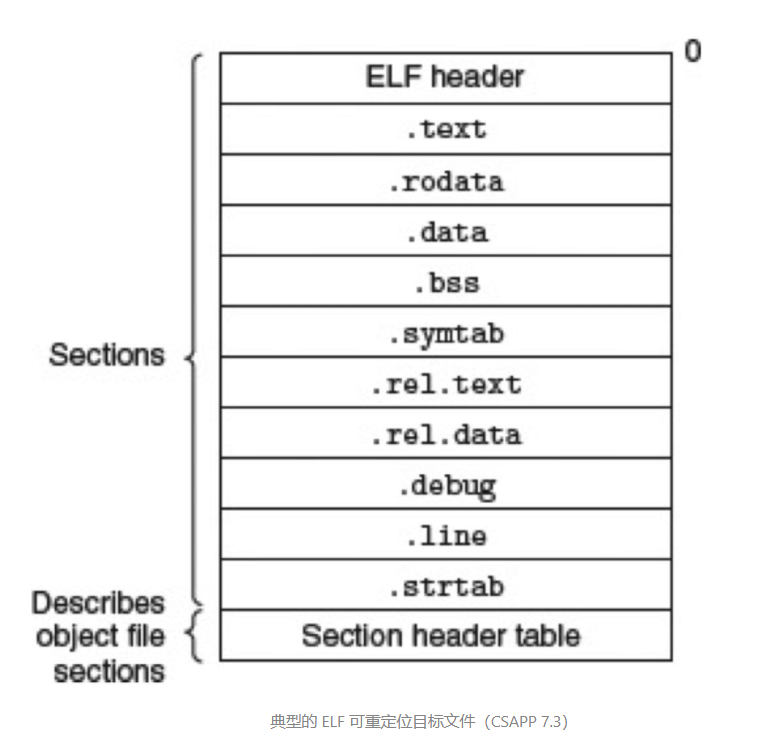 0
ELF header
.text
.rodata
.data
.bss
.symtab
Sections
.rel.text
.rel.data
.debug
.line
.strtab
Describes
object file
sections
Section header table
典型的 ELF 可重定位目标文件（CSAPP 7.3）